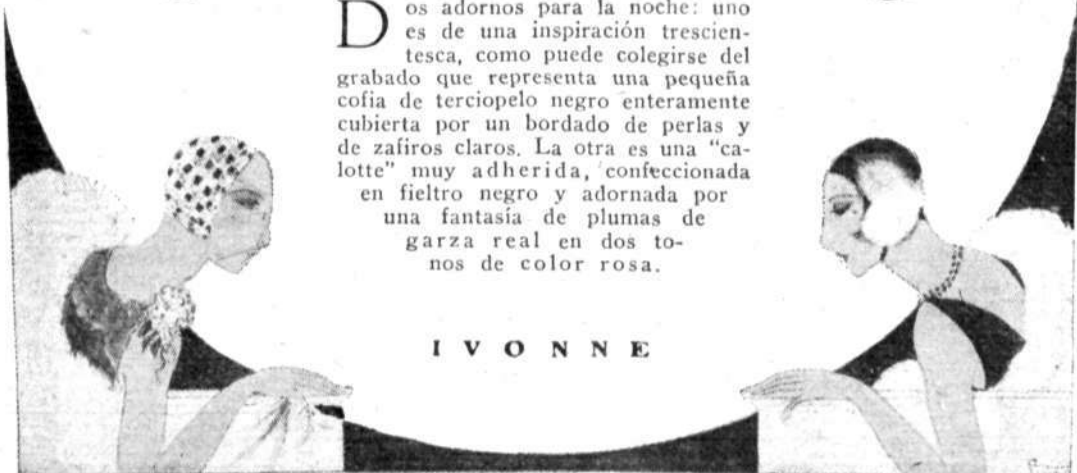 Dos adornos para la noche: uno
es de una inspiración trescien-
tesca, como puede colegirse del
grabado que representa una pequeña
cofia de terciopelo negro enteramente
cubierta por un bordado de perlas y
de zafiros claros. La otra es una "ca-
lotte" muy adherida, confeccionada
en fieltro negro y adornada por
una fantasía de plumas de
garza real en dos to-
nos de color rosa.
IVONNE